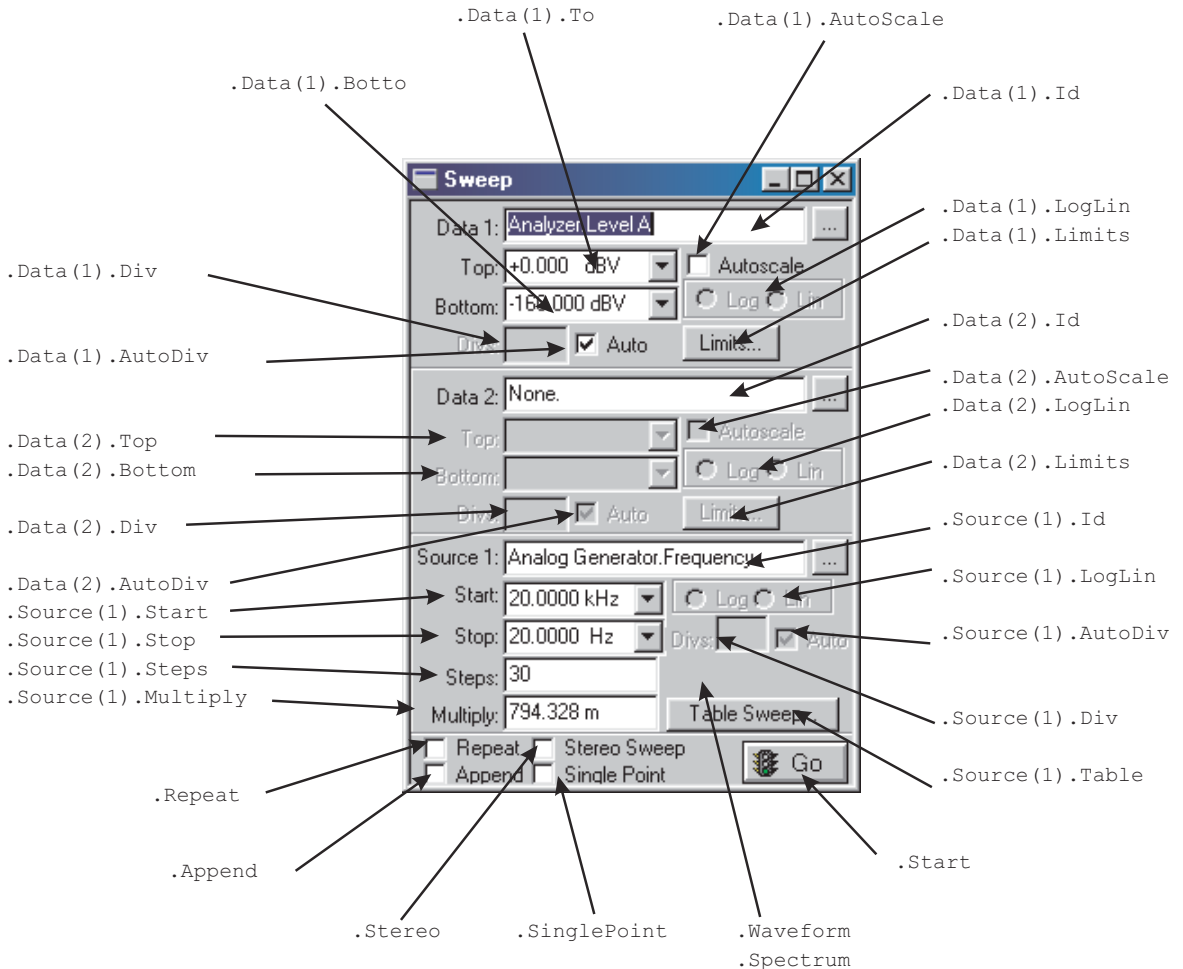 .Data(1).To
.Data(1).AutoScale
.Data(1).Botto
.Data(1).Id
Sweep
Data 1: Analyzer.Level A ...
.Data(1).LogLin
.Data(1).Limits
.Data(1).Div
Top: +0.000 dBV Autoscale
Bottom: -160.000 dBV Log Lin
.Data(2).Id
.Data(1).AutoDiv
Divs: Auto Limits...
.Data(2).AutoScale
Data 2: None. ...
.Data(2).LogLin
.Data(2).Top
Top: Autoscale
.Data(2).Bottom
Bottom: Log Lin
.Data(2).Limits
.Data(2).Div
Divs: Auto Limits...
.Source(1).Id
Source 1: Analog Generator.Frequency ...
.Data(2).AutoDiv
.Source(1).LogLin
.Source(1).Start
Start: 20.0000 kHz Log Lin
.Source(1).Stop
Stop: 20.0000 Hz Divs: Auto
.Source(1).AutoDiv
.Source(1).Steps
Steps: 30
.Source(1).Multiply
Multiply: 794.328 m Table Sweep...
.Source(1).Div
Repeat Stereo Sweep
Append Single Point
Go
.Source(1).Table
.Repeat
.Append
.Start
.Stereo
.SinglePoint
.Waveform
.Spectrum